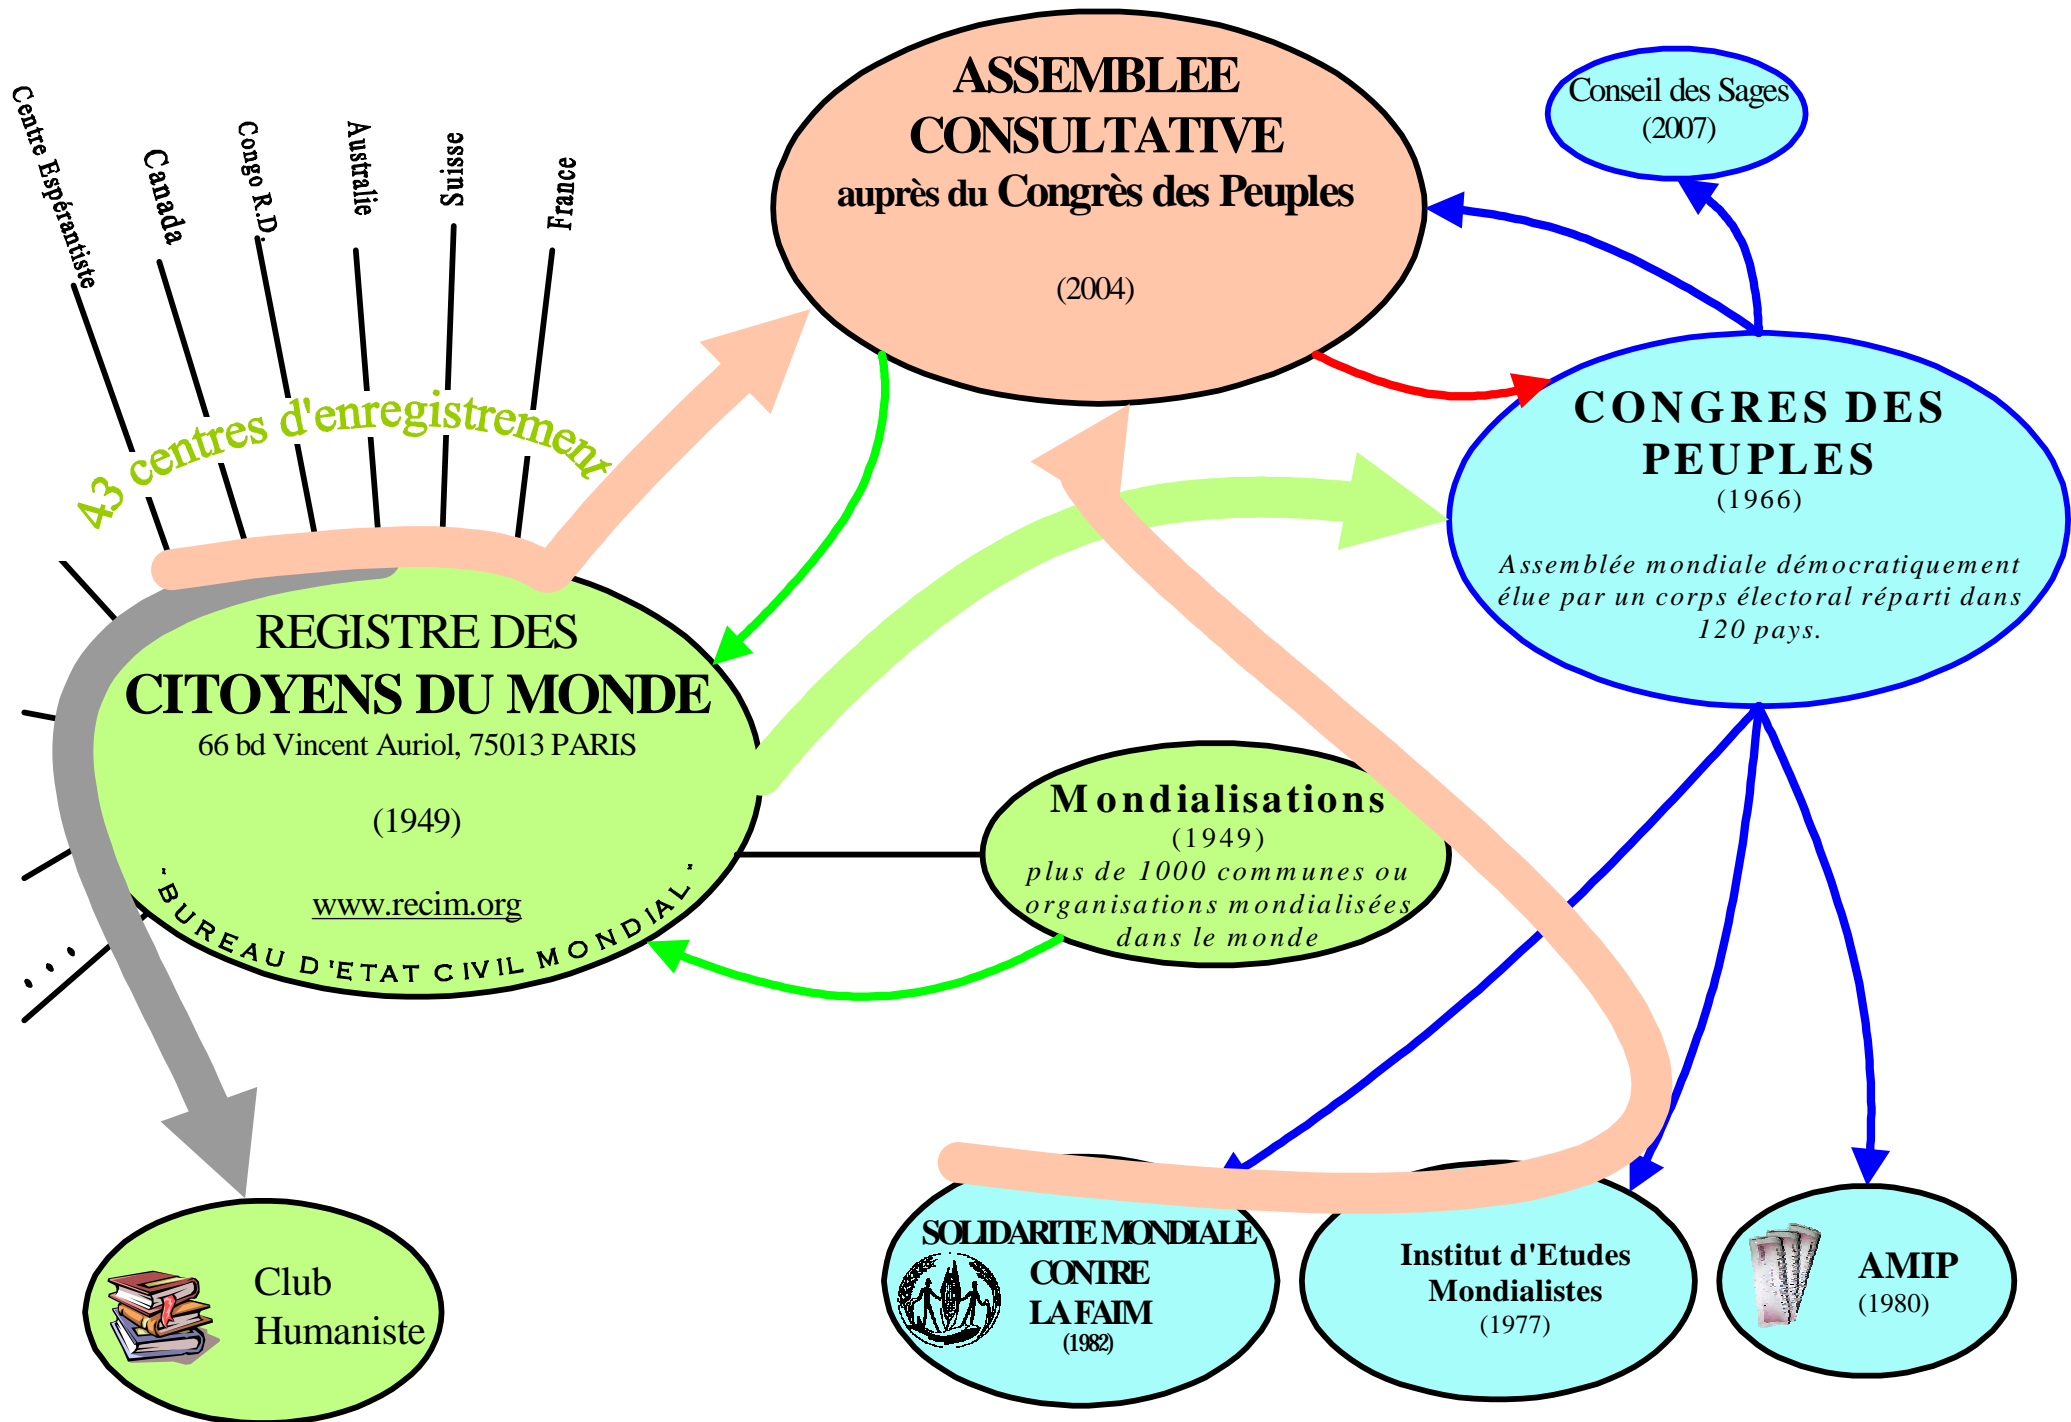 Centre Espérantiste
Canada
Congo R.D.
Australie
Suisse
France
43 centres d'enregistrement
ASSEMBLEE
CONSULTATIVE
auprès du Congrès des Peuples
(2004)
Conseil des Sages
(2007)
CONGRES DES
PEUPLES
(1966)
Assemblée mondiale démocratiquement
élue par un corps électoral réparti dans
120 pays.
REGISTRE DES
CITOYENS DU MONDE
66 bd Vincent Auriol, 75013 PARIS
(1949)
www.recim.org
"BUREAU D'ETAT CIVIL MONDIAL"
...
Mondialisations
(1949)
plus de 1000 communes ou
organisations mondialisées
dans le monde
Club
Humaniste
SOLIDARITE MONDIALE
CONTRE
LA FAIM
(1982)
Institut d'Etudes
Mondialistes
(1977)
AMIP
(1980)